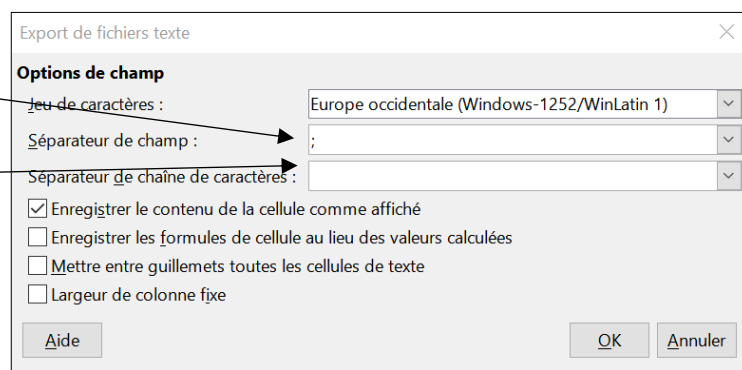 Export de fichiers texte
Options de champ
Jeu de caractères :
Europe occidentale (Windows-1252/WinLatin 1)
Séparateur de champ :
;
Séparateur de chaîne de caractères :
Enregistrer le contenu de la cellule comme affiché
Enregistrer les formules de cellule au lieu des valeurs calculées
Mettre entre guillemets toutes les cellules de texte
Largeur de colonne fixe
Aide
OK
Annuler